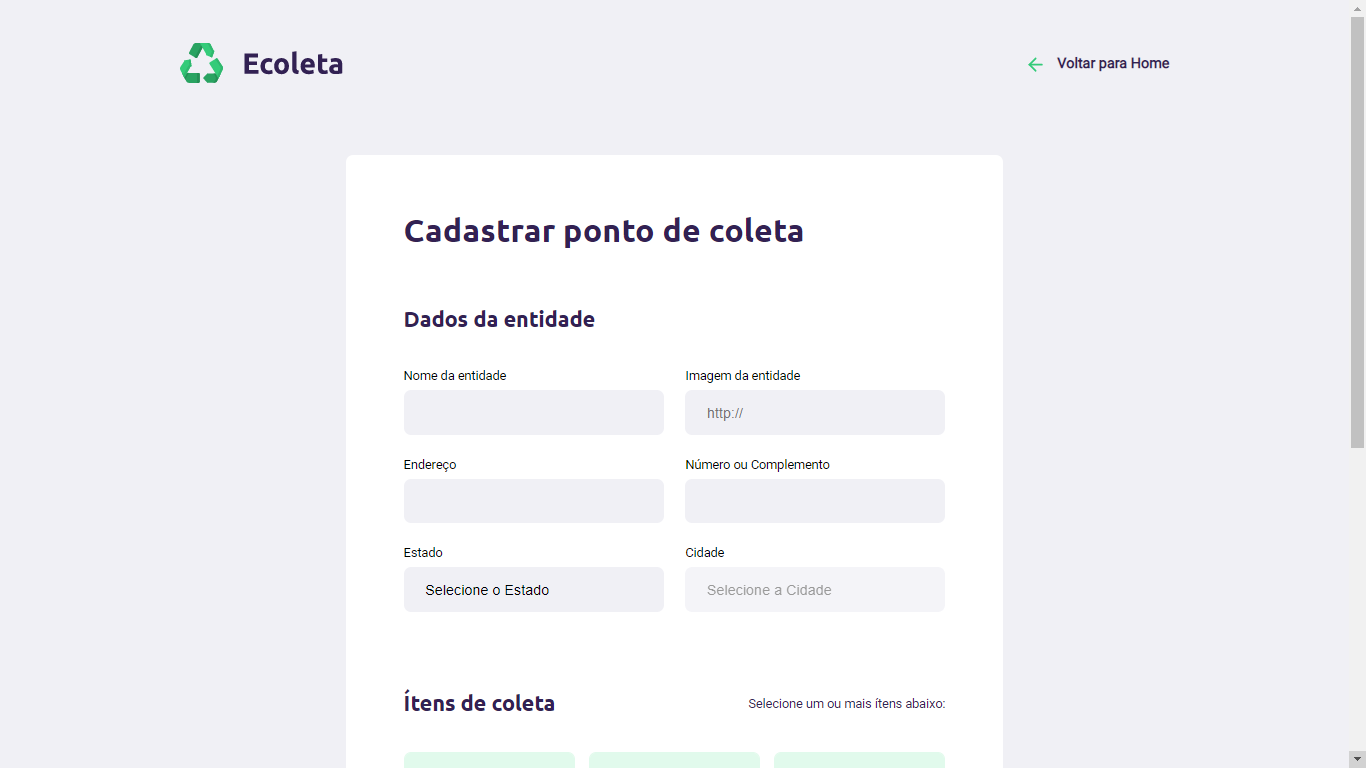 Ecoleta
Voltar para Home
Cadastrar ponto de coleta
Dados da entidade
Nome da entidade
Imagem da entidade
http://
Endereço
Número ou Complemento
Estado
Cidade
Selecione o Estado
Selecione a Cidade
Ítens de coleta
Selecione um ou mais ítens abaixo: